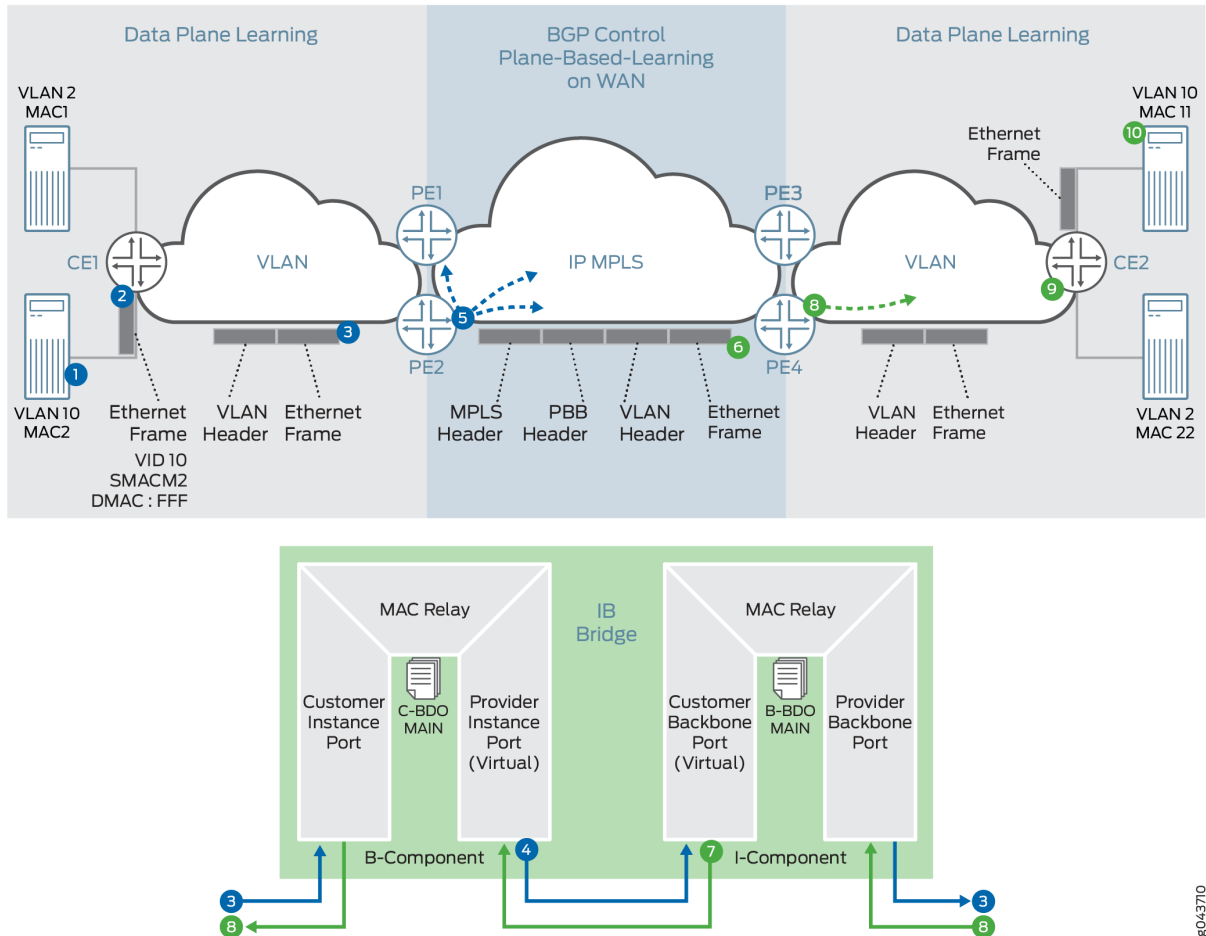 Data Plane Learning
BGP Control
Plane-Based-Learning
on WAN
Data Plane Learning
VLAN 2
MAC1
VLAN 10
MAC 11
10
Ethernet
Frame
PE1
PE3
CE1
VLAN
IP MPLS
VLAN
CE2
2
5
8
9
3
6
1
PE2
PE4
VLAN 10
MAC2
Ethernet
Frame
VID 10
SMACM2
DMAC : FFF
VLAN
Header
Ethernet
Frame
MPLS
Header
PBB
Header
VLAN
Header
Ethernet
Frame
VLAN
Header
Ethernet
Frame
VLAN 2
MAC 22
MAC Relay
IB
Bridge
MAC Relay
Customer
Instance
Port
C-BDO
MAIN
Provider
Instance
Port
(Virtual)
Customer
Backbone
Port
(Virtual)
B-BDO
MAIN
Provider
Backbone
Port
B-Component
4
7
I-Component
3
3
8
8
g043710